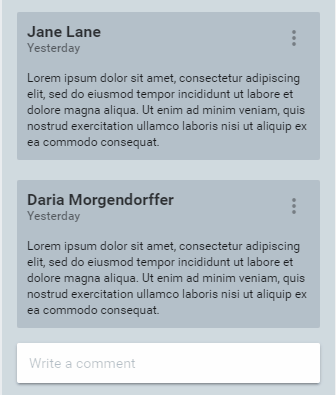 Jane Lane
Yesterday
Lorem ipsum dolor sit amet, consectetur adipiscing
elit, sed do eiusmod tempor incididunt ut labore et
dolore magna aliqua. Ut enim ad minim veniam, quis
nostrud exercitation ullamco laboris nisi ut aliquip ex
ea commodo consequat.
Daria Morgendorffer
Yesterday
Lorem ipsum dolor sit amet, consectetur adipiscing
elit, sed do eiusmod tempor incididunt ut labore et
dolore magna aliqua. Ut enim ad minim veniam, quis
nostrud exercitation ullamco laboris nisi ut aliquip ex
ea commodo consequat.
Write a comment